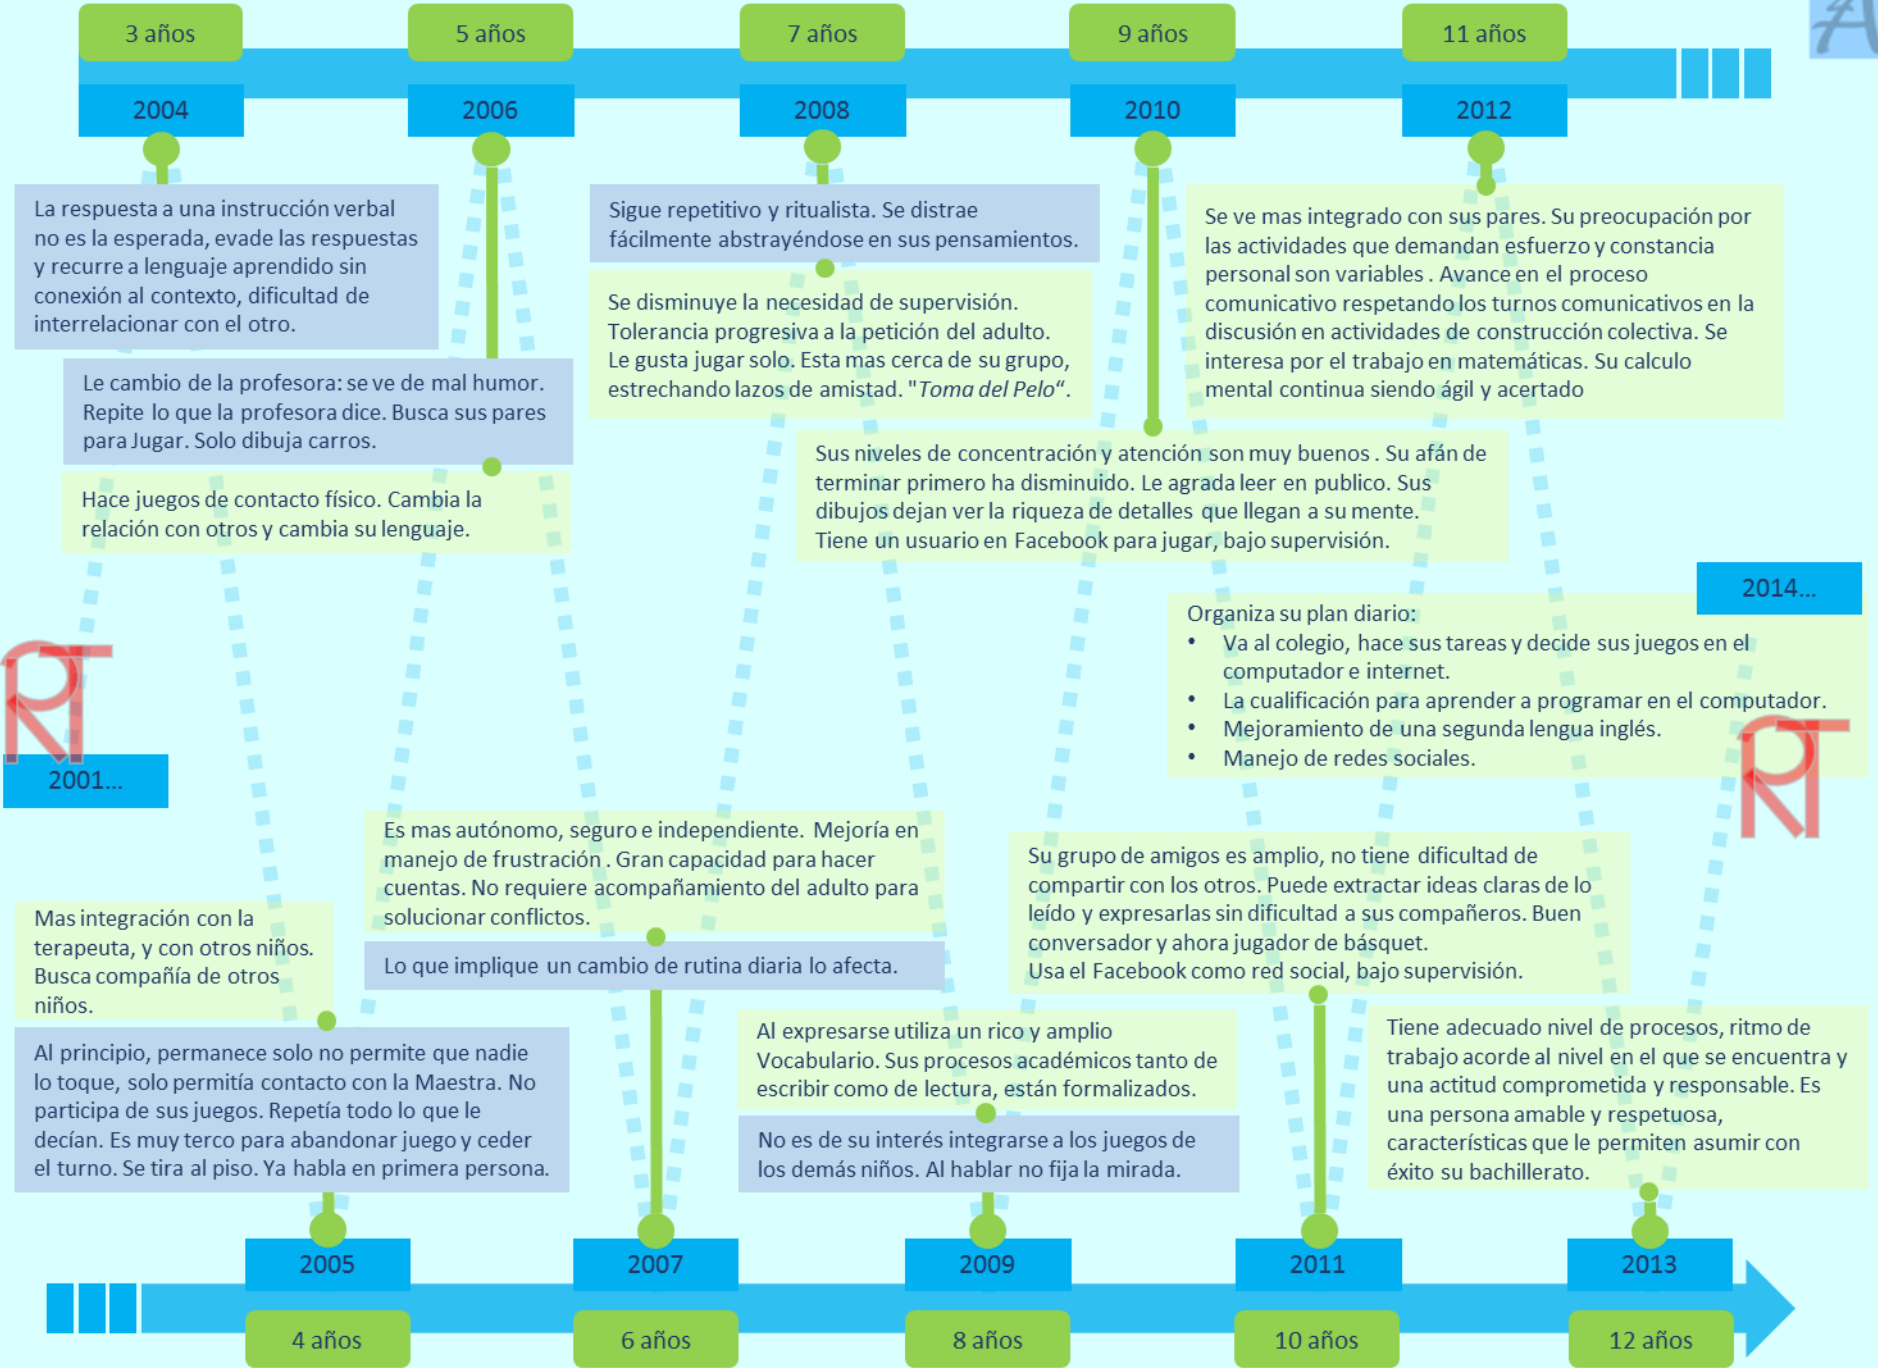 3 años
5 años
7 años
9 años
11 años
2004
2006
2008
2010
2012
La respuesta a una instrucción verbal
no es la esperada, evade las respuestas
y recurre a lenguaje aprendido sin
conexión al contexto, dificultad de
interrelacionar con el otro.
Le cambio de la profesora: se ve de mal humor.
Repite lo que la profesora dice. Busca sus pares
para Jugar. Solo dibuja carros.
Hace juegos de contacto físico. Cambia la
relación con otros y cambia su lenguaje.
Sigue repetitivo y ritualista. Se distrae
fácilmente abstrayéndose en sus pensamientos.
Se disminuye la necesidad de supervisión.
Tolerancia progresiva a la petición del adulto.
Le gusta jugar solo. Esta mas cerca de su grupo,
estrechando lazos de amistad. "Toma del Pelo“.
Sus niveles de concentración y atención son muy buenos . Su afán de
terminar primero ha disminuido. Le agrada leer en publico. Sus
dibujos dejan ver la riqueza de detalles que llegan a su mente.
Tiene un usuario en Facebook para jugar, bajo supervisión.
Se ve mas integrado con sus pares. Su preocupación por
las actividades que demandan esfuerzo y constancia
personal son variables . Avance en el proceso
comunicativo respetando los turnos comunicativos en la
discusión en actividades de construcción colectiva. Se
interesa por el trabajo en matemáticas. Su calculo
mental continua siendo ágil y acertado
2014...
Organiza su plan diario:
• Va al colegio, hace sus tareas y decide sus juegos en el
computador e internet.
• La cualificación para aprender a programar en el computador.
• Mejoramiento de una segunda lengua inglés.
• Manejo de redes sociales.
2001...
Mas integración con la
terapeuta, y con otros niños.
Busca compañía de otros
niños.
Al principio, permanece solo no permite que nadie
lo toque, solo permitía contacto con la Maestra. No
participa de sus juegos. Repetía todo lo que le
decían. Es muy terco para abandonar juego y ceder
el turno. Se tira al piso. Ya habla en primera persona.
Es mas autónomo, seguro e independiente. Mejoría en
manejo de frustración . Gran capacidad para hacer
cuentas. No requiere acompañamiento del adulto para
solucionar conflictos.
Lo que implique un cambio de rutina diaria lo afecta.
Al expresarse utiliza un rico y amplio
Vocabulario. Sus procesos académicos tanto de
escribir como de lectura, están formalizados.
No es de su interés integrarse a los juegos de
los demás niños. Al hablar no fija la mirada.
Su grupo de amigos es amplio, no tiene dificultad de
compartir con los otros. Puede extractar ideas claras de lo
leído y expresarlas sin dificultad a sus compañeros. Buen
conversador y ahora jugador de básquet.
Usa el Facebook como red social, bajo supervisión.
Tiene adecuado nivel de procesos, ritmo de
trabajo acorde al nivel en el que se encuentra y
una actitud comprometida y responsable. Es
una persona amable y respetuosa,
características que le permiten asumir con
éxito su bachillerato.
2005
2007
2009
2011
2013
4 años
6 años
8 años
10 años
12 años